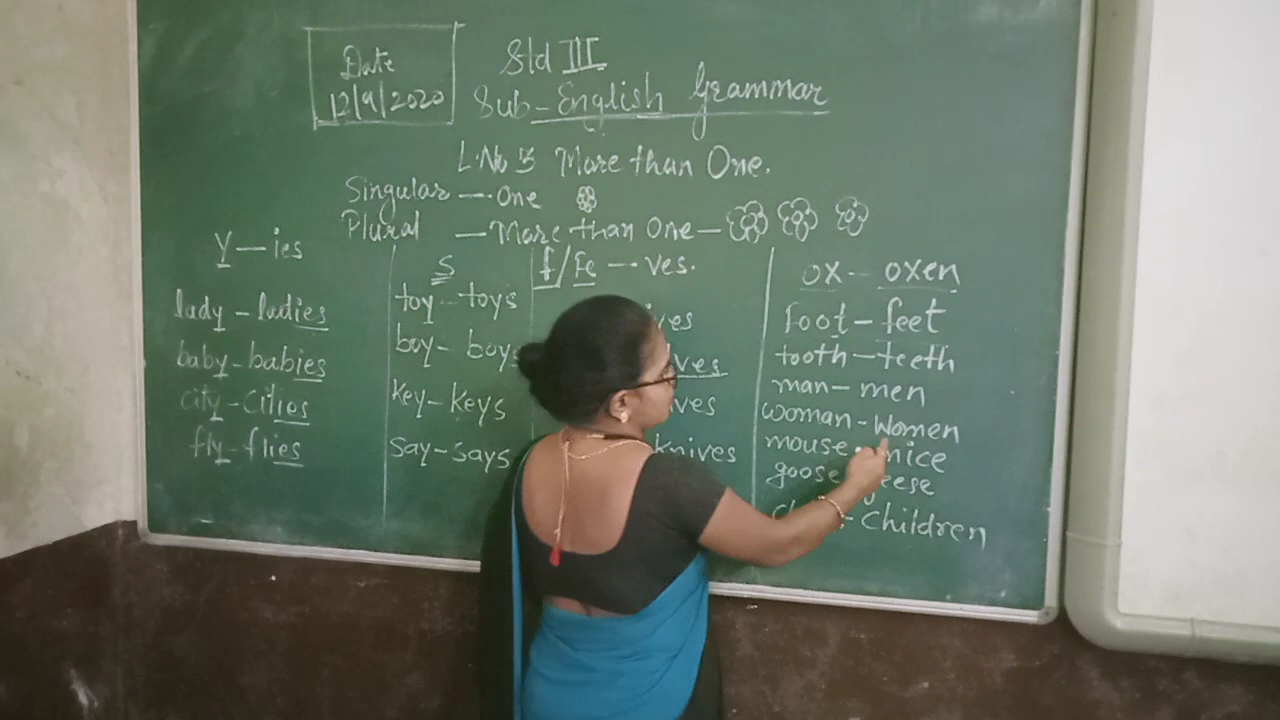 Date
12/9/2020
Std III
Sub-English Grammar
L.No 5 More than One.
Singular — One
Plural — More than One —
y — ies
lady - ladies
baby - babies
city - cities
fly - flies
s
toy - toys
boy - boys
key - keys
say - says
f/fe — ves.
ves
ves
knives
ox - oxen
foot - feet
tooth - teeth
man - men
woman - women
mouse - mice
goose
- children